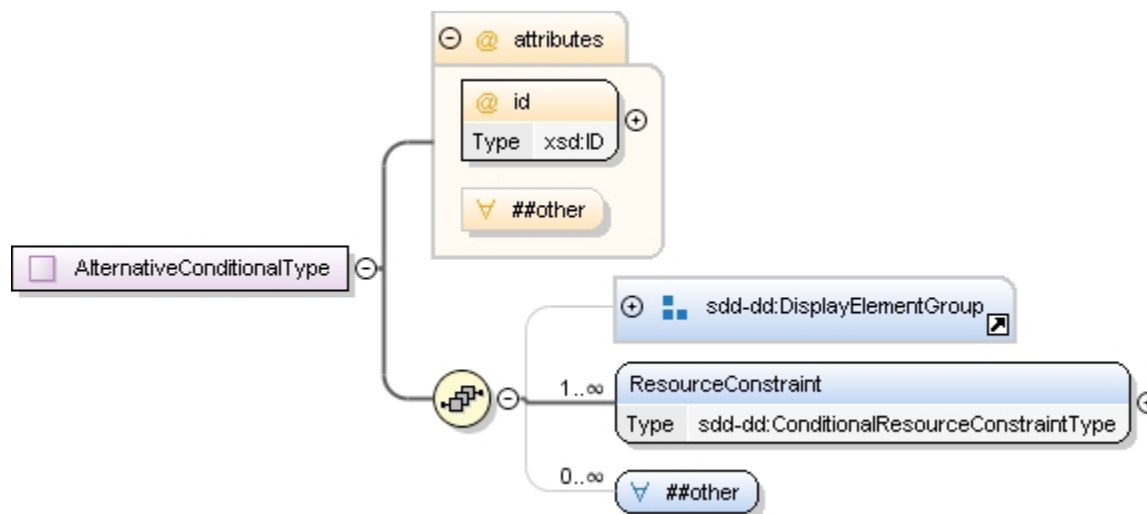 @ attributes
@ id
Type xsd:ID
∀ ##other
AlternativeConditionalType
sdd-dd:DisplayElementGroup
1..∞
ResourceConstraint
Type sdd-dd:ConditionalResourceConstraintType
0..∞
∀ ##other